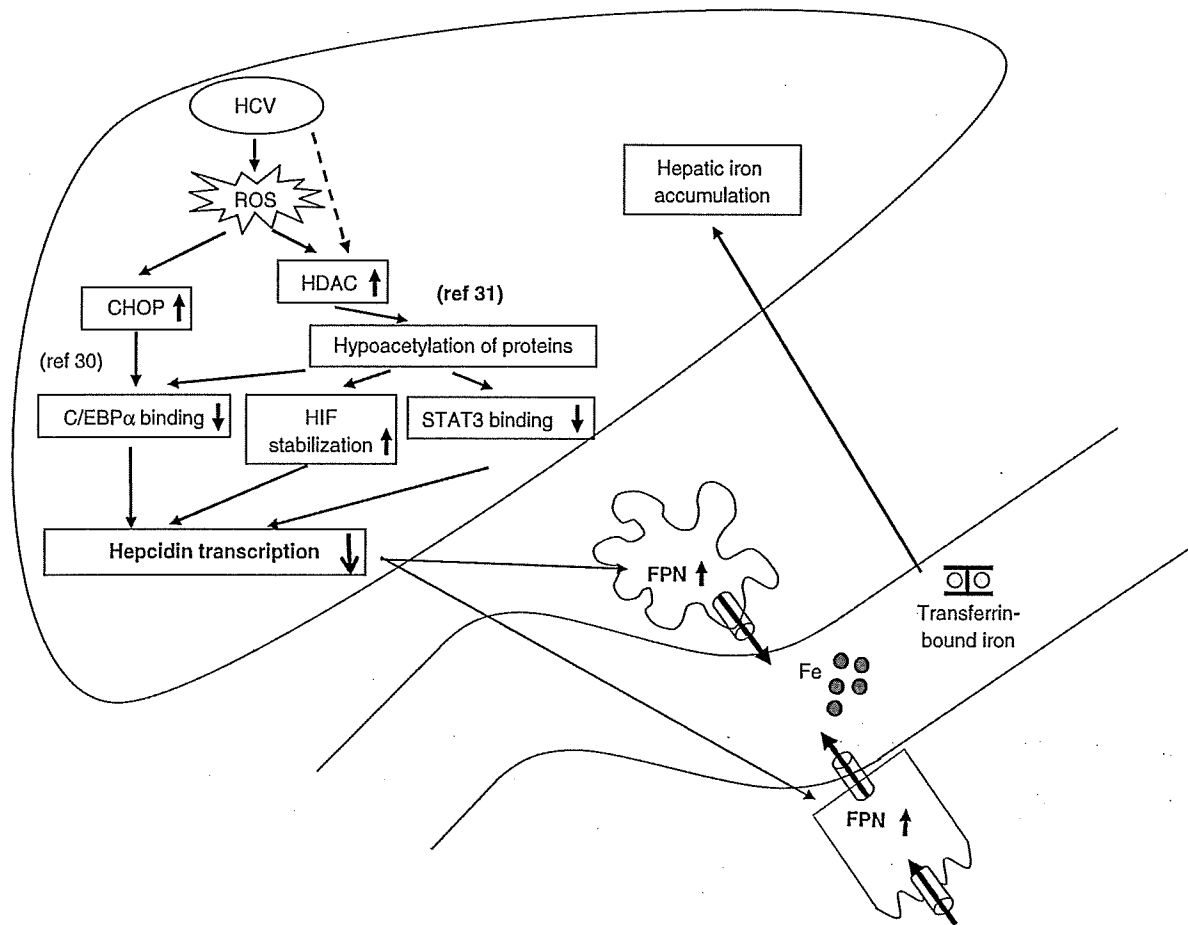 HCV
ROS
HDAC
(ref 31)
CHOP
Hypoacetylation of proteins
(ref 30)
C/EBPα binding
HIF
stabilization
STAT3 binding
Hepcidin transcription
Hepatic iron
accumulation
FPN
Transferrin-
bound iron
Fe
FPN